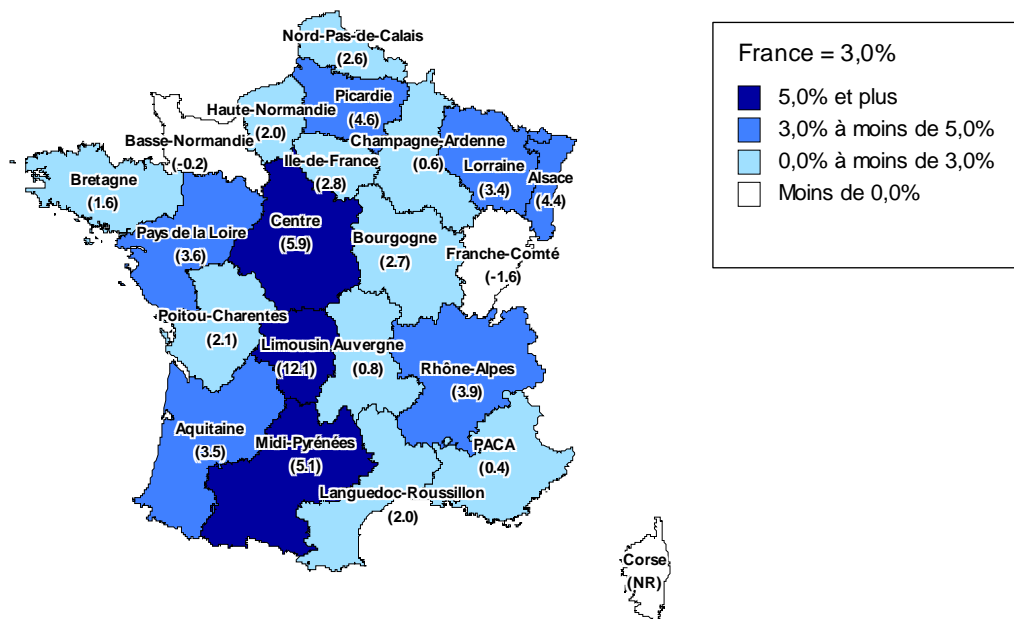 Nord-Pas-de-Calais
(2.6)
Picardie
(4.6)
Haute-Normandie
(2.0)
Basse-Normandie
(-0.2)
Champagne-Ardenne
(0.6)
Ile-de-France
(2.8)
Lorraine
(3.4)
Alsace
(4.4)
Bretagne
(1.6)
Pays de la Loire
(3.6)
Centre
(5.9)
Bourgogne
(2.7)
Franche-Comté
(-1.6)
Poitou-Charentes
(2.1)
Limousin
(12.1)
Auvergne
(0.8)
Rhône-Alpes
(3.9)
Aquitaine
(3.5)
Midi-Pyrénées
(5.1)
PACA
(0.4)
Languedoc-Roussillon
(2.0)
Corse
(NR)
France = 3,0%
5,0% et plus
3,0% à moins de 5,0%
0,0% à moins de 3,0%
Moins de 0,0%